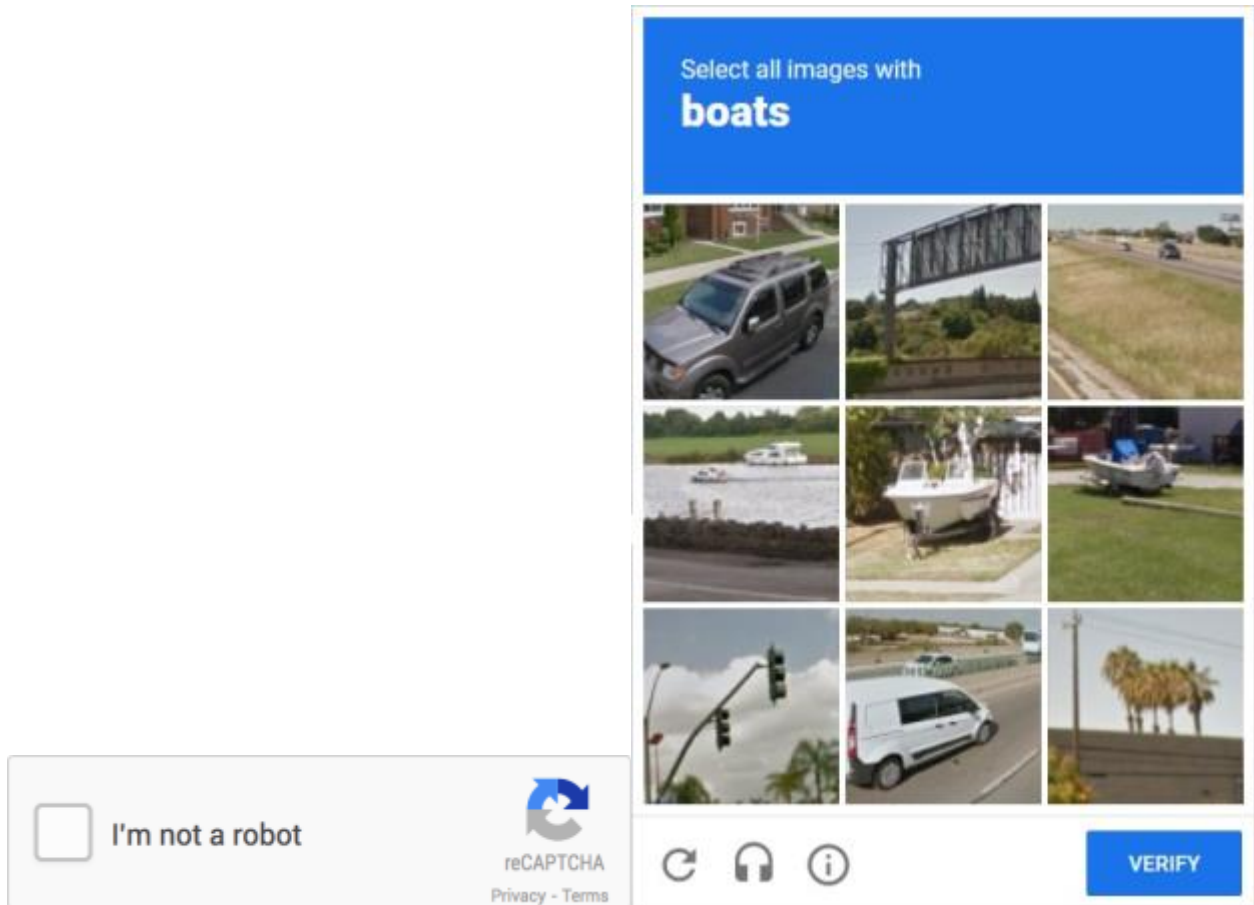 Select all images with
boats
I'm not a robot
reCAPTCHA
Privacy - Terms
VERIFY